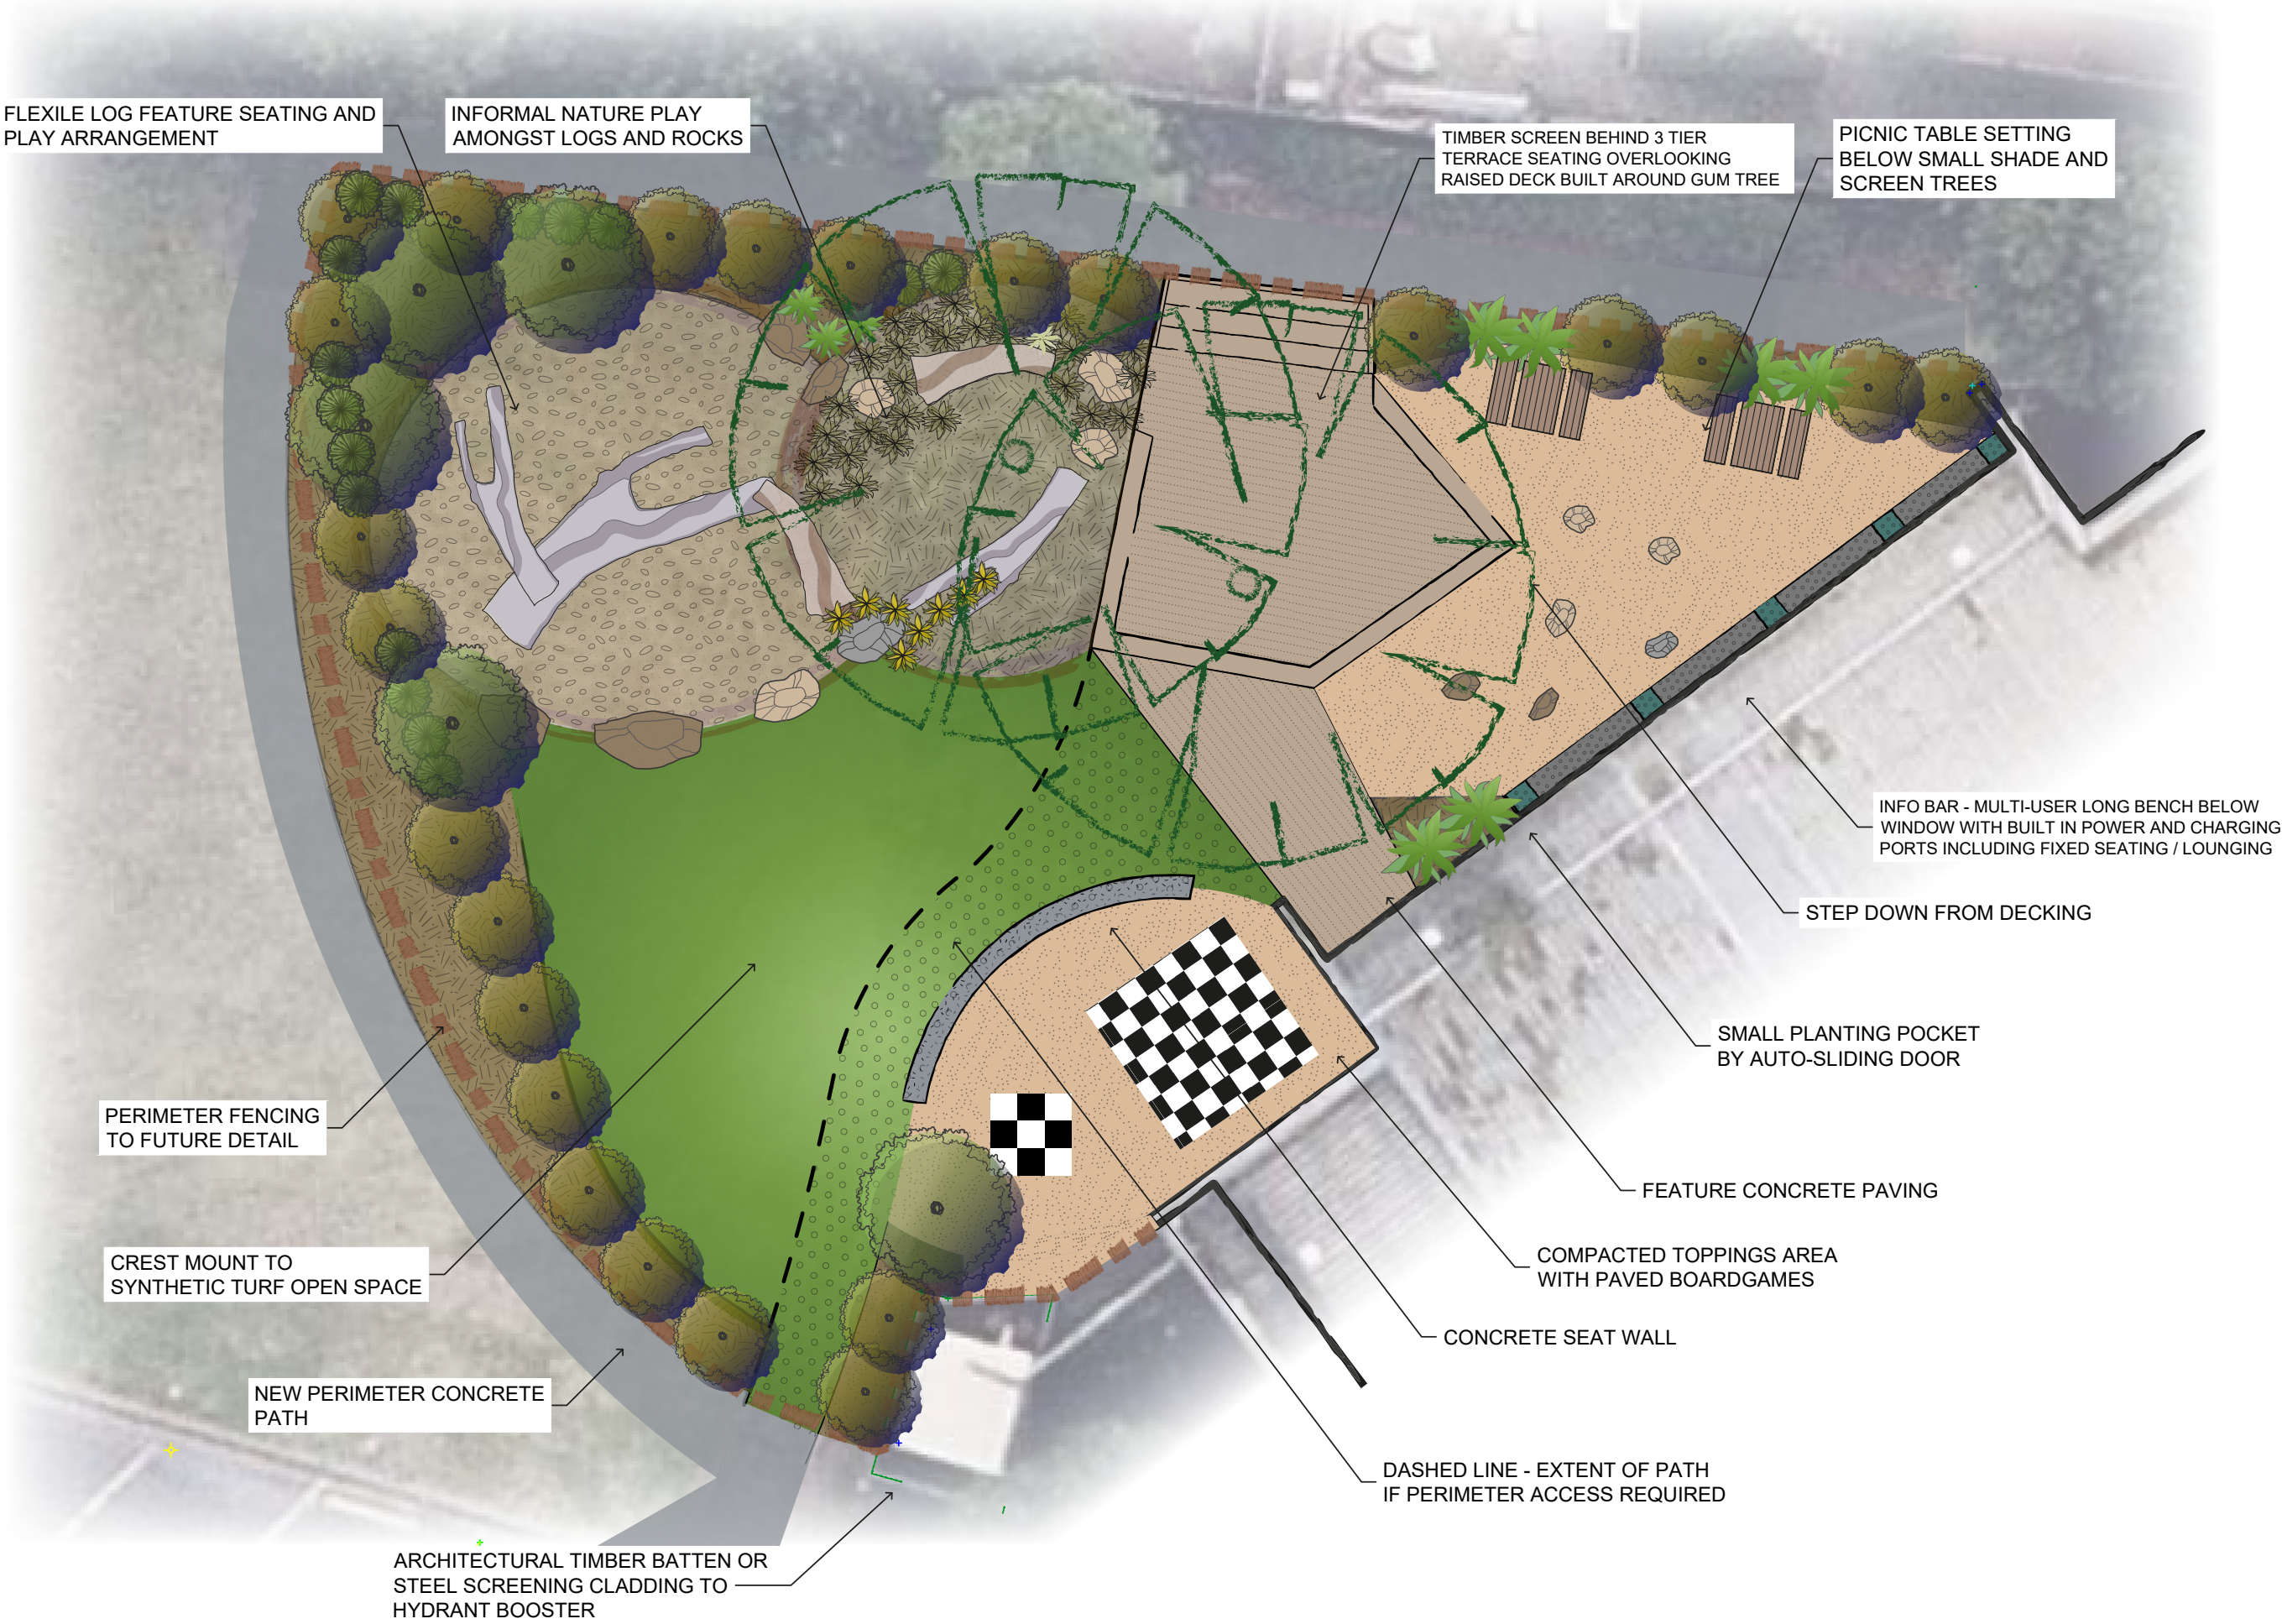 FLEXILE LOG FEATURE SEATING AND
PLAY ARRANGEMENT
INFORMAL NATURE PLAY
AMONGST LOGS AND ROCKS
TIMBER SCREEN BEHIND 3 TIER
TERRACE SEATING OVERLOOKING
RAISED DECK BUILT AROUND GUM TREE
PICNIC TABLE SETTING
BELOW SMALL SHADE AND
SCREEN TREES
INFO BAR - MULTI-USER LONG BENCH BELOW
WINDOW WITH BUILT IN POWER AND CHARGING
PORTS INCLUDING FIXED SEATING / LOUNGING
STEP DOWN FROM DECKING
SMALL PLANTING POCKET
BY AUTO-SLIDING DOOR
PERIMETER FENCING
TO FUTURE DETAIL
FEATURE CONCRETE PAVING
CREST MOUNT TO
SYNTHETIC TURF OPEN SPACE
COMPACTED TOPPINGS AREA
WITH PAVED BOARDGAMES
CONCRETE SEAT WALL
NEW PERIMETER CONCRETE
PATH
DASHED LINE - EXTENT OF PATH
IF PERIMETER ACCESS REQUIRED
ARCHITECTURAL TIMBER BATTEN OR
STEEL SCREENING CLADDING TO
HYDRANT BOOSTER